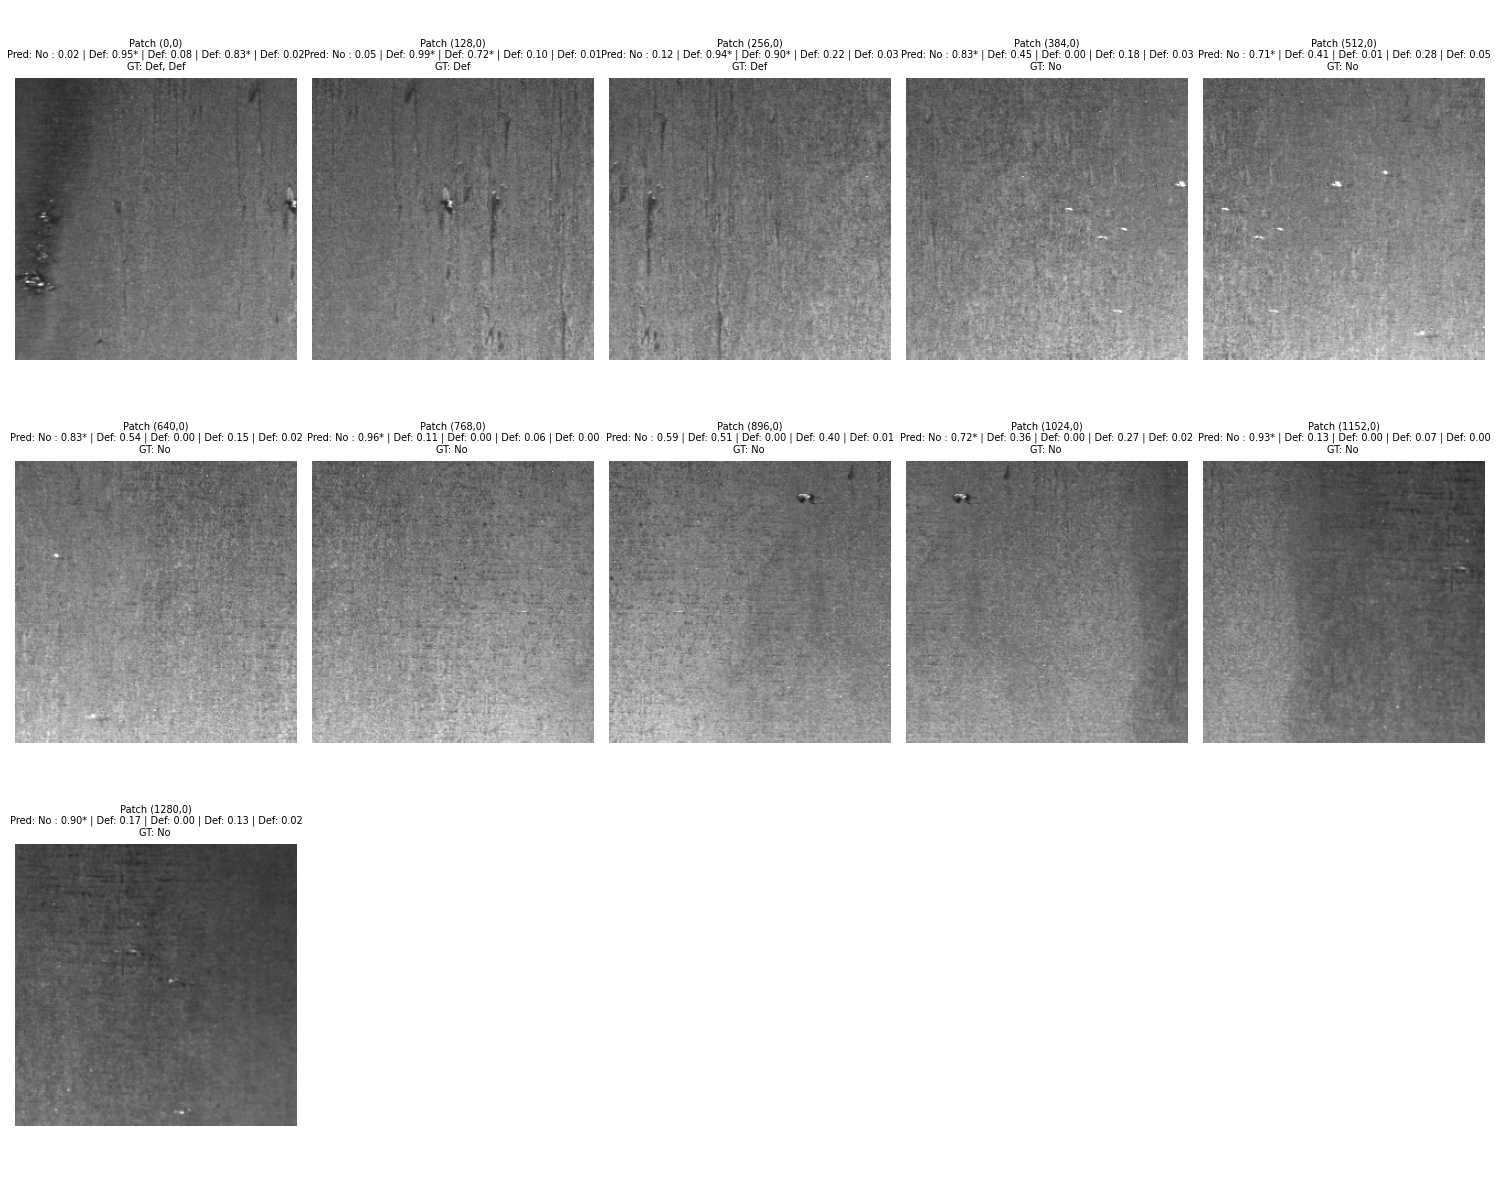 Patch (0,0)
Pred: No : 0.02 | Def: 0.95* | Def: 0.08 | Def: 0.83* | Def: 0.02
GT: Def, Def
Patch (128,0)
Pred: No : 0.05 | Def: 0.99* | Def: 0.72* | Def: 0.10 | Def: 0.01
GT: Def
Patch (256,0)
Pred: No : 0.12 | Def: 0.94* | Def: 0.90* | Def: 0.22 | Def: 0.03
GT: Def
Patch (384,0)
Pred: No : 0.83* | Def: 0.45 | Def: 0.00 | Def: 0.18 | Def: 0.03
GT: No
Patch (512,0)
Pred: No : 0.71* | Def: 0.41 | Def: 0.01 | Def: 0.28 | Def: 0.05
GT: No
Patch (640,0)
Pred: No : 0.83* | Def: 0.54 | Def: 0.00 | Def: 0.15 | Def: 0.02
GT: No
Patch (768,0)
Pred: No : 0.96* | Def: 0.11 | Def: 0.00 | Def: 0.06 | Def: 0.00
GT: No
Patch (896,0)
Pred: No : 0.59 | Def: 0.51 | Def: 0.00 | Def: 0.40 | Def: 0.01
GT: No
Patch (1024,0)
Pred: No : 0.72* | Def: 0.36 | Def: 0.00 | Def: 0.27 | Def: 0.02
GT: No
Patch (1152,0)
Pred: No : 0.93* | Def: 0.13 | Def: 0.00 | Def: 0.07 | Def: 0.00
GT: No
Patch (1280,0)
Pred: No : 0.90* | Def: 0.17 | Def: 0.00 | Def: 0.13 | Def: 0.02
GT: No